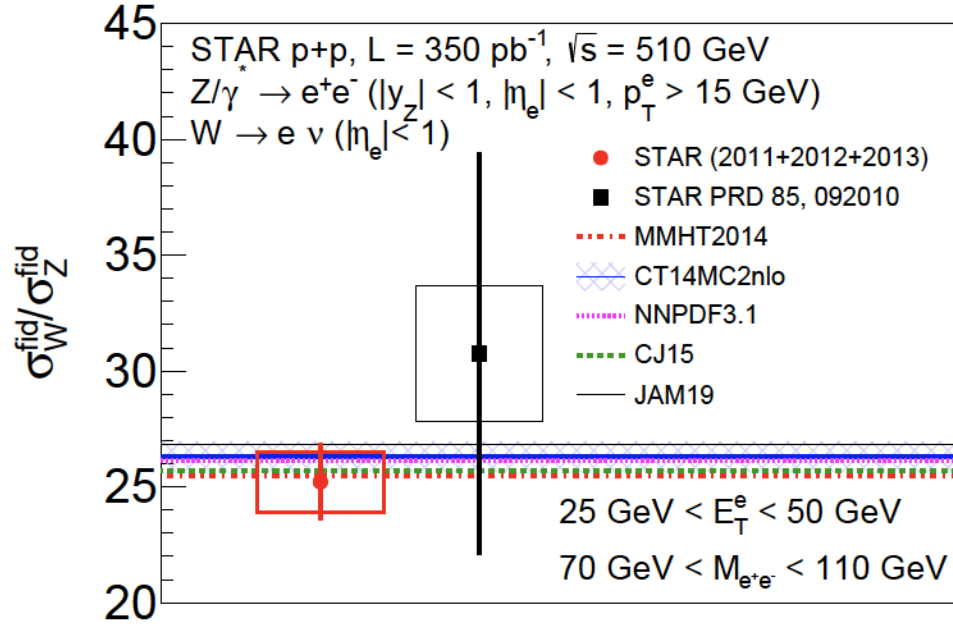 STAR p+p, L = 350 pb⁻¹, √s = 510 GeV
Z/γ* → e⁺e⁻ (|y_Z| < 1, |η_e| < 1, p_T^e > 15 GeV)
W → e ν (|η_e| < 1)
STAR (2011+2012+2013)
STAR PRD 85, 092010
MMHT2014
CT14MC2nlo
NNPDF3.1
CJ15
JAM19
25 GeV < E_T^e < 50 GeV
70 GeV < M_e⁺e⁻ < 110 GeV
σ_W^fid/σ_Z^fid
45
40
35
30
25
20